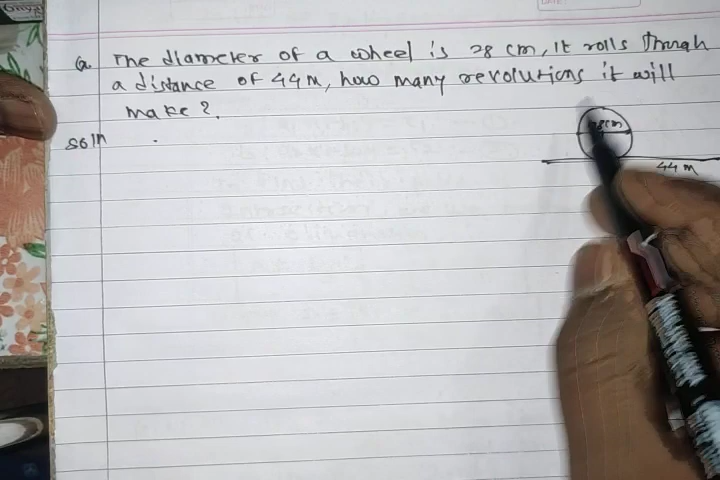 Q. The diameter of a wheel is 28 cm, It rolls through
a distance of 44M, how many revolutions it will
make?
Soln
28cm
44 M